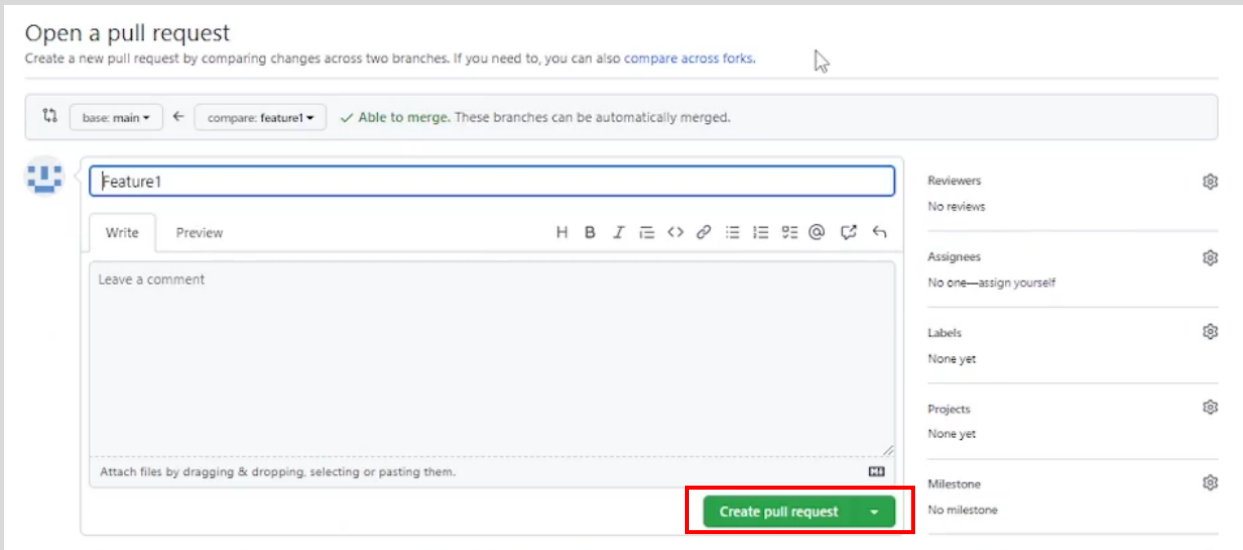 Open a pull request
Create a new pull request by comparing changes across two branches. If you need to, you can also compare across forks.
base: main
compare: feature1
Able to merge. These branches can be automatically merged.
Feature1
Write
Preview
H B I
Leave a comment
Attach files by dragging & dropping, selecting or pasting them.
Create pull request
Reviewers
No reviews
Assignees
No one—assign yourself
Labels
None yet
Projects
None yet
Milestone
No milestone